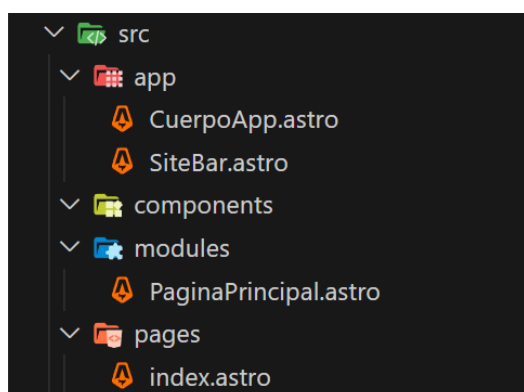 src
app
CuerpoApp.astro
SiteBar.astro
components
modules
PaginaPrincipal.astro
pages
index.astro